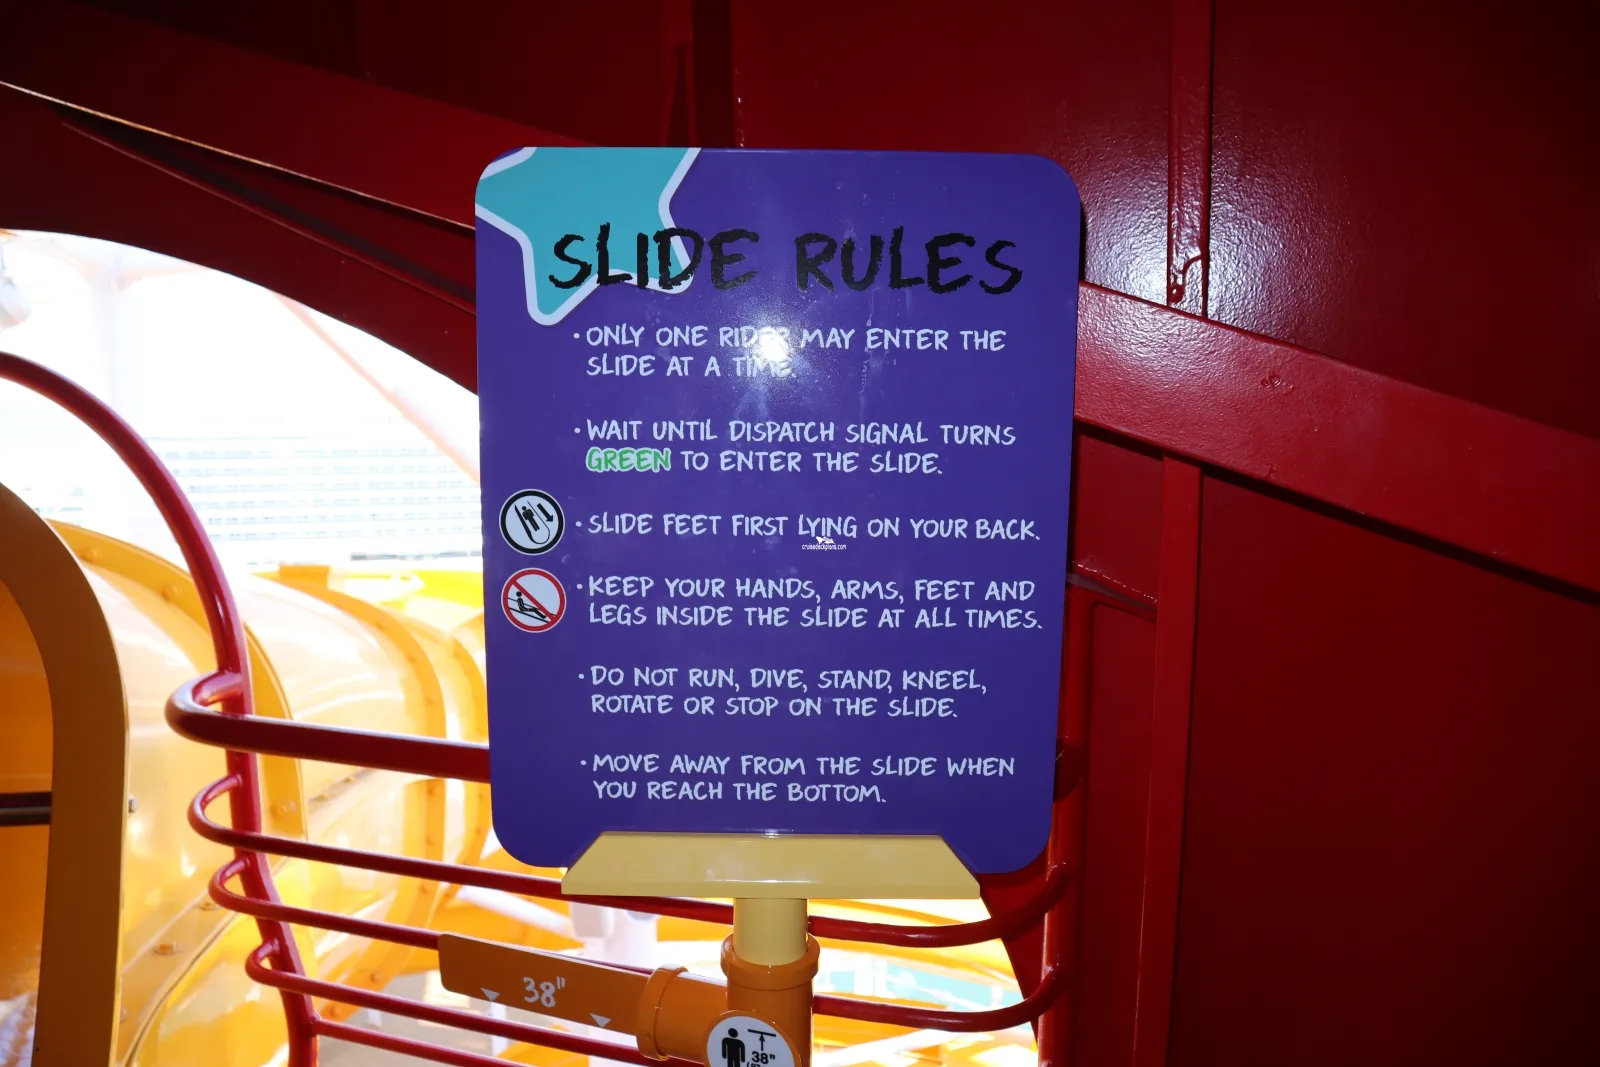 SLIDE RULES
• ONLY ONE RIDER MAY ENTER THE
SLIDE AT A TIME.
• WAIT UNTIL DISPATCH SIGNAL TURNS
GREEN TO ENTER THE SLIDE.
• SLIDE FEET FIRST LYING ON YOUR BACK.
cruisedeckplans.com
• KEEP YOUR HANDS, ARMS, FEET AND
LEGS INSIDE THE SLIDE AT ALL TIMES.
• DO NOT RUN, DIVE, STAND, KNEEL,
ROTATE OR STOP ON THE SLIDE.
• MOVE AWAY FROM THE SLIDE WHEN
YOU REACH THE BOTTOM.
38"
38"